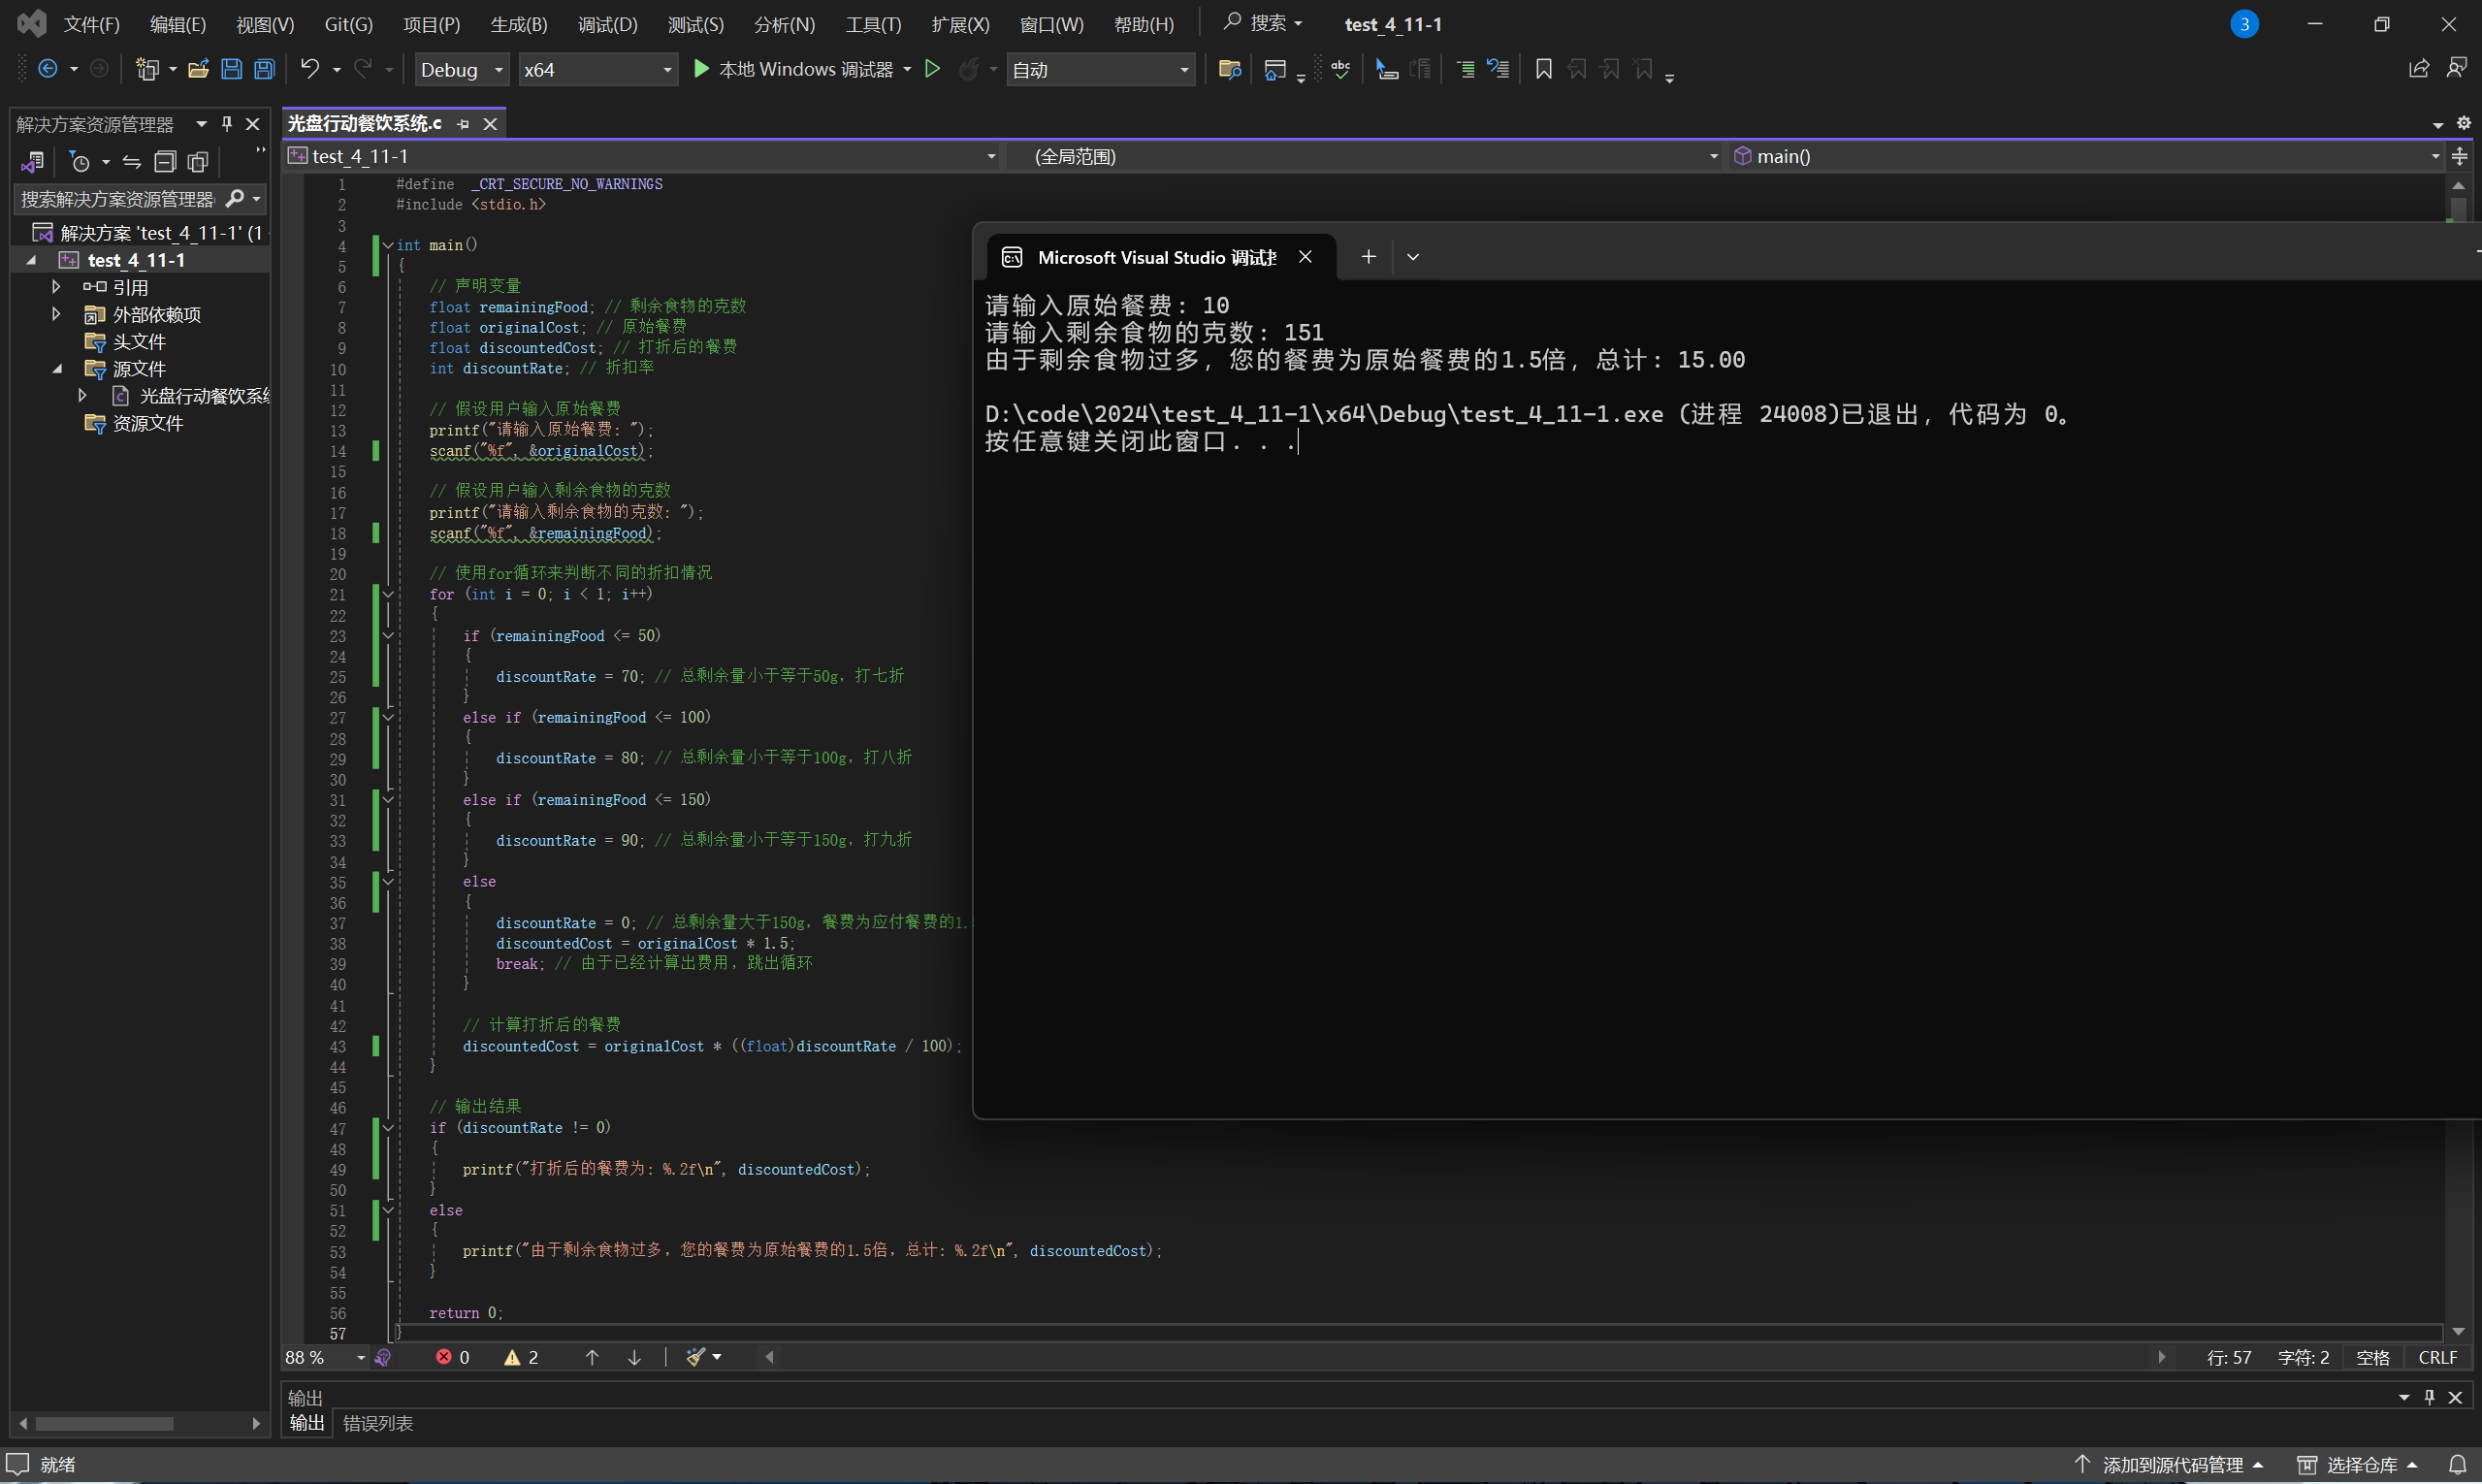 文件(F) 编辑(E) 视图(V) Git(G) 项目(P) 生成(B) 调试(D) 测试(S) 分析(N) 工具(T) 扩展(X) 窗口(W) 帮助(H) 搜索 test_4_11-1 3
Debug x64 本地 Windows 调试器 自动
解决方案资源管理器
搜索解决方案资源管理器
解决方案 'test_4_11-1' (1
test_4_11-1
引用
外部依赖项
头文件
源文件
光盘行动餐饮系统
资源文件
光盘行动餐饮系统.c
test_4_11-1 (全局范围) main()
1 #define _CRT_SECURE_NO_WARNINGS
2 #include <stdio.h>
3
4 int main()
5 {
6 // 声明变量
7 float remainingFood; // 剩余食物的克数
8 float originalCost; // 原始餐费
9 float discountedCost; // 打折后的餐费
10 int discountRate; // 折扣率
11
12 // 假设用户输入原始餐费
13 printf("请输入原始餐费: ");
14 scanf("%f", &originalCost);
15
16 // 假设用户输入剩余食物的克数
17 printf("请输入剩余食物的克数: ");
18 scanf("%f", &remainingFood);
19
20 // 使用for循环来判断不同的折扣情况
21 for (int i = 0; i < 1; i++)
22 {
23 if (remainingFood <= 50)
24 {
25 discountRate = 70; // 总剩余量小于等于50g，打七折
26 }
27 else if (remainingFood <= 100)
28 {
29 discountRate = 80; // 总剩余量小于等于100g，打八折
30 }
31 else if (remainingFood <= 150)
32 {
33 discountRate = 90; // 总剩余量小于等于150g，打九折
34 }
35 else
36 {
37 discountRate = 0; // 总剩余量大于150g，餐费为应付餐费的1.
38 discountedCost = originalCost * 1.5;
39 break; // 由于已经计算出费用，跳出循环
40 }
41
42 // 计算打折后的餐费
43 discountedCost = originalCost * ((float)discountRate / 100);
44 }
45
46 // 输出结果
47 if (discountRate != 0)
48 {
49 printf("打折后的餐费为: %.2f\n", discountedCost);
50 }
51 else
52 {
53 printf("由于剩余食物过多，您的餐费为原始餐费的1.5倍，总计: %.2f\n", discountedCost);
54 }
55
56 return 0;
57 }
Microsoft Visual Studio 调试
请输入原始餐费: 10
请输入剩余食物的克数: 151
由于剩余食物过多，您的餐费为原始餐费的1.5倍，总计: 15.00
D:\code\2024\test_4_11-1\x64\Debug\test_4_11-1.exe (进程 24008)已退出，代码为 0。
按任意键关闭此窗口. . .
88 % 0 2 行: 57 字符: 2 空格 CRLF
输出
输出 错误列表
就绪 添加到源代码管理 选择仓库